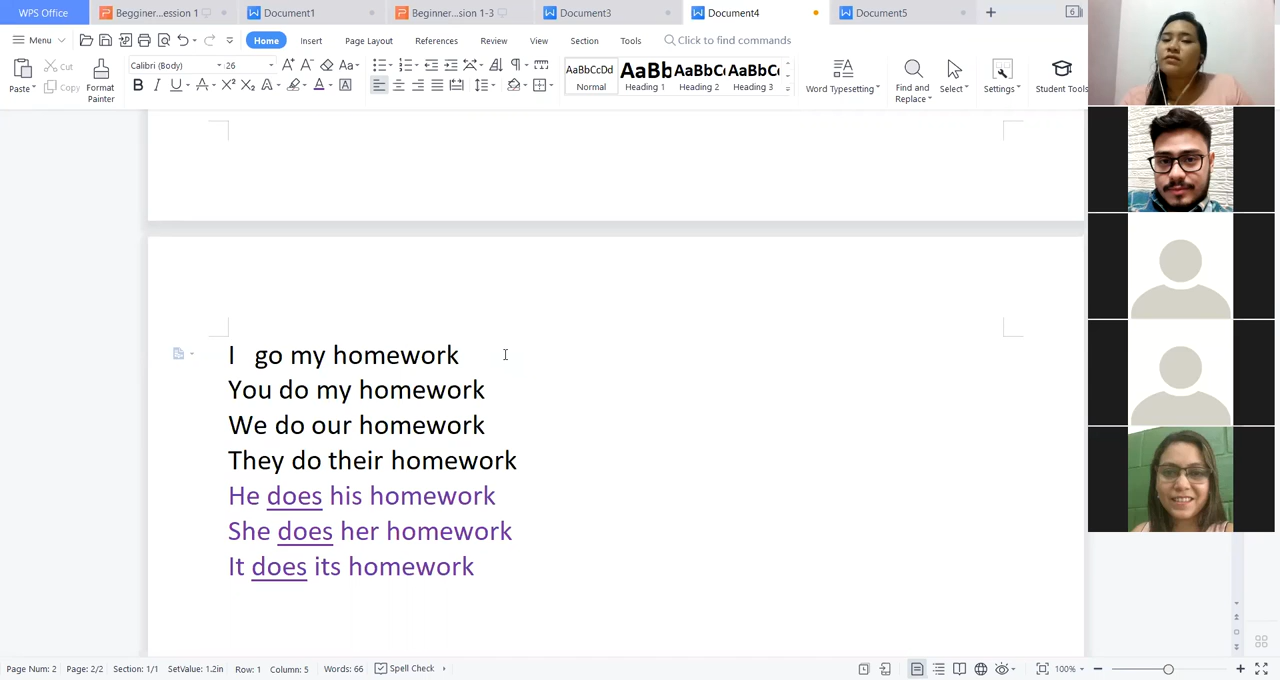 WPS Office Begginer...ession 1 Document1 Beginner...sion 1-3 Document3 Document4 Document5 + 6
Menu Home Insert Page Layout References Review View Section Tools Click to find commands
Paste Cut Copy Format Painter Calibri (Body) 26 AaBbCcDd Normal AaBb Heading 1 AaBbCc Heading 2 AaBbCc Heading 3 Word Typesetting Find and Replace Select Settings Student Tools
I go my homework
You do my homework
We do our homework
They do their homework
He does his homework
She does her homework
It does its homework
Page Num: 2 Page: 2/2 Section: 1/1 SetValue: 1.2in Row: 1 Column: 5 Words: 66 Spell Check 100%